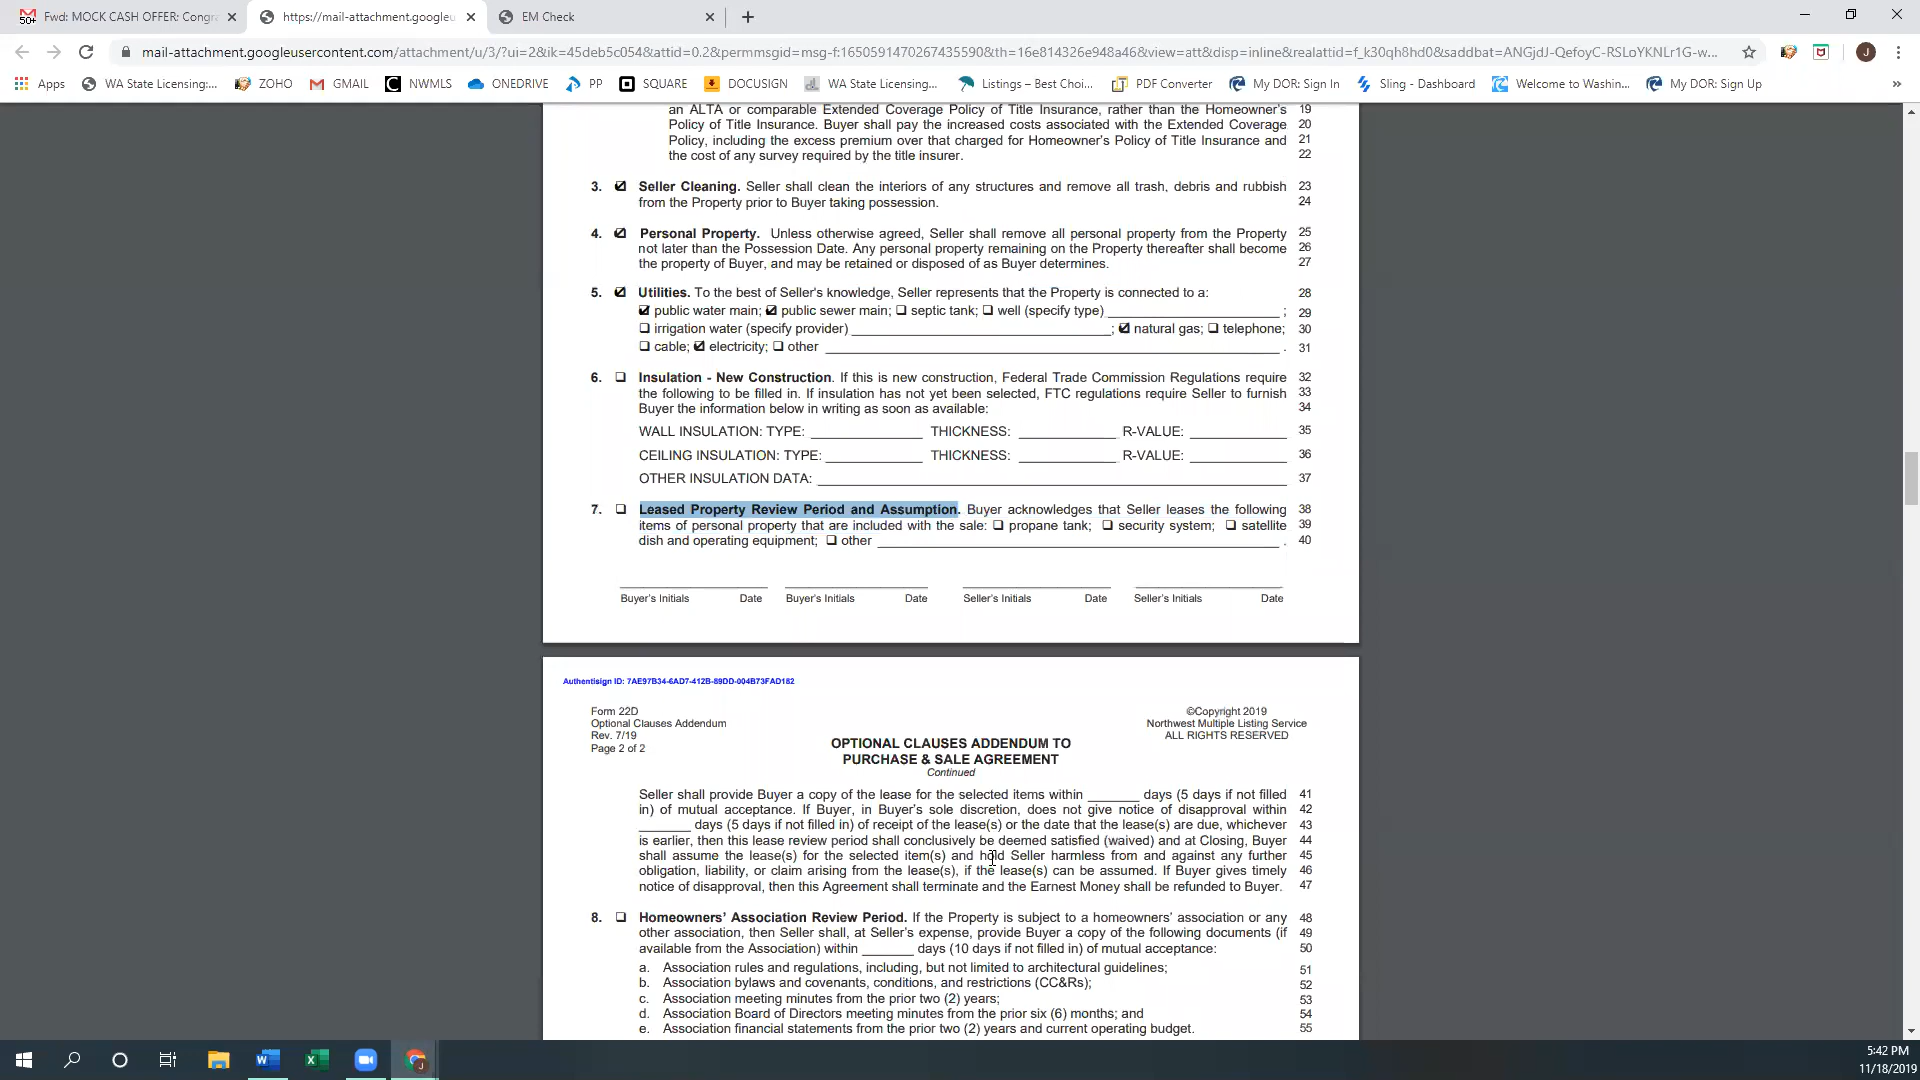 50+ Fwd: MOCK CASH OFFER: Congra
https://mail-attachment.googleu
EM Check
mail-attachment.googleusercontent.com/attachment/u/3/?ui=2&ik=45deb5c054&attid=0.2&permmsgid=msg-f:1650591470267435590&th=16e814326e948a46&view=att&disp=inline&realattid=f_k30qh8hd0&saddbat=ANGjdJ-QefoyC-RSLoYKNLr1G-w...
J
Apps WA State Licensing:... ZOHO GMAIL NWMLS ONEDRIVE PP SQUARE DOCUSIGN WA State Licensing... Listings – Best Choi... PDF Converter My DOR: Sign In Sling - Dashboard Welcome to Washin... My DOR: Sign Up »
an ALTA or comparable Extended Coverage Policy of Title Insurance, rather than the Homeowner's 19
Policy of Title Insurance. Buyer shall pay the increased costs associated with the Extended Coverage 20
Policy, including the excess premium over that charged for Homeowner's Policy of Title Insurance and 21
the cost of any survey required by the title insurer. 22
3. ☑ Seller Cleaning. Seller shall clean the interiors of any structures and remove all trash, debris and rubbish 23
from the Property prior to Buyer taking possession. 24
4. ☑ Personal Property. Unless otherwise agreed, Seller shall remove all personal property from the Property 25
not later than the Possession Date. Any personal property remaining on the Property thereafter shall become 26
the property of Buyer, and may be retained or disposed of as Buyer determines. 27
5. ☑ Utilities. To the best of Seller's knowledge, Seller represents that the Property is connected to a: 28
☑ public water main; ☑ public sewer main; ☐ septic tank; ☐ well (specify type) ____________ ; 29
☐ irrigation water (specify provider) ____________; ☑ natural gas; ☐ telephone; 30
☐ cable; ☑ electricity; ☐ other ____________ . 31
6. ☐ Insulation - New Construction. If this is new construction, Federal Trade Commission Regulations require 32
the following to be filled in. If insulation has not yet been selected, FTC regulations require Seller to furnish 33
Buyer the information below in writing as soon as available: 34
WALL INSULATION: TYPE: ________ THICKNESS: ________ R-VALUE: ________ 35
CEILING INSULATION: TYPE: ________ THICKNESS: ________ R-VALUE: ________ 36
OTHER INSULATION DATA: ____________ 37
7. ☐ Leased Property Review Period and Assumption. Buyer acknowledges that Seller leases the following 38
items of personal property that are included with the sale: ☐ propane tank; ☐ security system; ☐ satellite 39
dish and operating equipment; ☐ other ____________ . 40
Buyer's Initials Date Buyer's Initials Date Seller's Initials Date Seller's Initials Date
Authentisign ID: 7AE97B34-6AD7-412B-89DD-004B73FAD182
Form 22D
Optional Clauses Addendum
Rev. 7/19
Page 2 of 2
©Copyright 2019
Northwest Multiple Listing Service
ALL RIGHTS RESERVED
OPTIONAL CLAUSES ADDENDUM TO
PURCHASE & SALE AGREEMENT
Continued
Seller shall provide Buyer a copy of the lease for the selected items within _______ days (5 days if not filled 41
in) of mutual acceptance. If Buyer, in Buyer's sole discretion, does not give notice of disapproval within 42
_______ days (5 days if not filled in) of receipt of the lease(s) or the date that the lease(s) are due, whichever 43
is earlier, then this lease review period shall conclusively be deemed satisfied (waived) and at Closing, Buyer 44
shall assume the lease(s) for the selected item(s) and hold Seller harmless from and against any further 45
obligation, liability, or claim arising from the lease(s), if the lease(s) can be assumed. If Buyer gives timely 46
notice of disapproval, then this Agreement shall terminate and the Earnest Money shall be refunded to Buyer. 47
8. ☐ Homeowners' Association Review Period. If the Property is subject to a homeowners' association or any 48
other association, then Seller shall, at Seller's expense, provide Buyer a copy of the following documents (if 49
available from the Association) within _______ days (10 days if not filled in) of mutual acceptance: 50
a. Association rules and regulations, including, but not limited to architectural guidelines; 51
b. Association bylaws and covenants, conditions, and restrictions (CC&Rs); 52
c. Association meeting minutes from the prior two (2) years; 53
d. Association Board of Directors meeting minutes from the prior six (6) months; and 54
e. Association financial statements from the prior two (2) years and current operating budget. 55
5:42 PM
11/18/2019